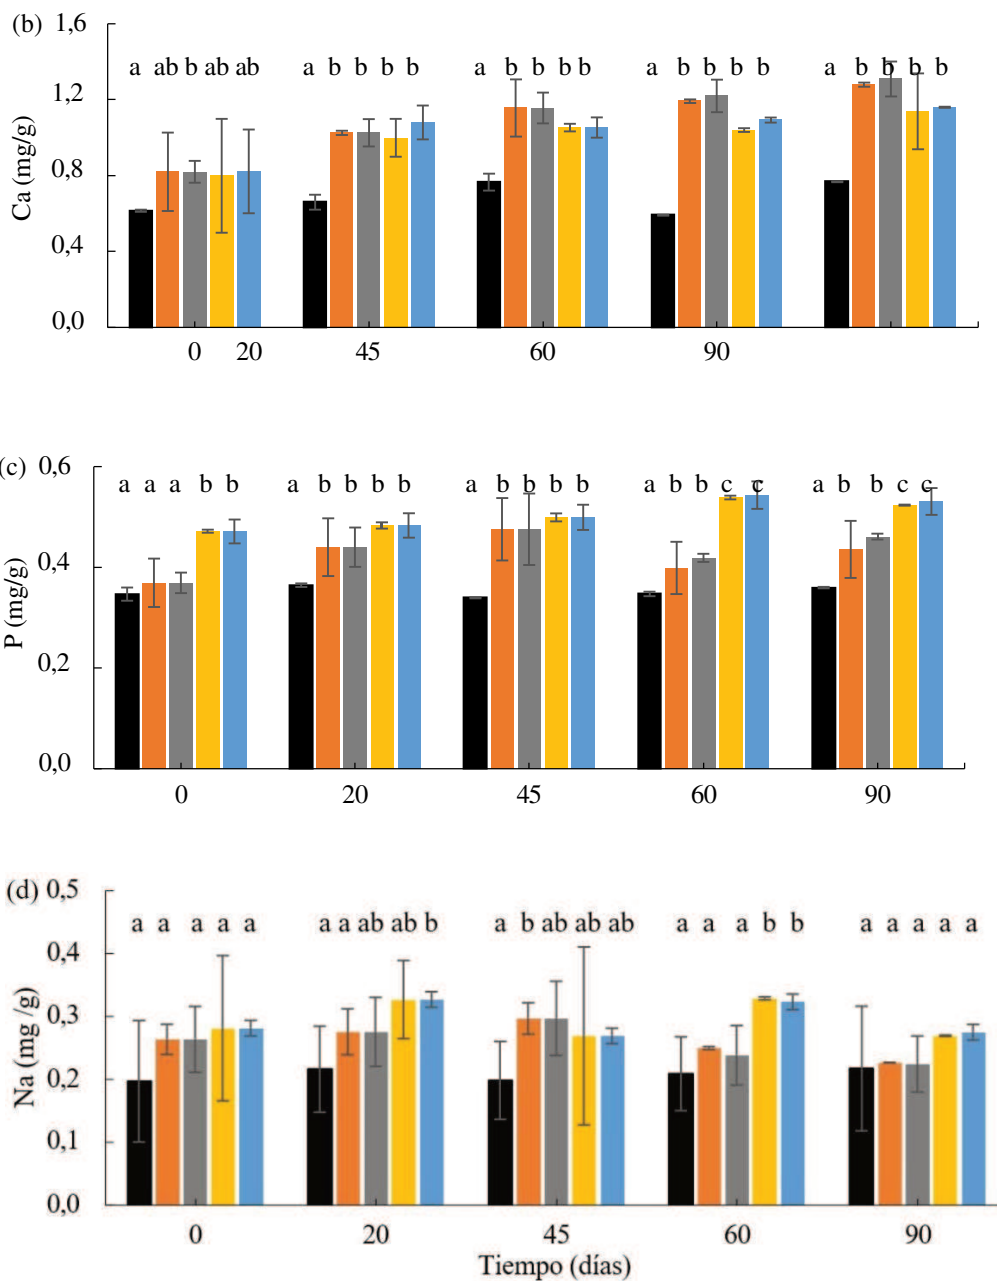 (b) 1,6
a ab b ab ab a b b b b a b b b b a b b b b a b b b b
1,2
Ca (mg/g)
0,8
0,4
0,0
0 20 45 60 90
(c) 0,6
a a a b b a b b b b a b b b b a b b c c a b b c c
0,4
P (mg/g)
0,2
0,0
0 20 45 60 90
(d) 0,5
a a a a a a a ab ab b a b ab ab ab a a a b b a a a a a
0,4
0,3
Na (mg /g)
0,2
0,1
0,0
0 20 45 60 90
Tiempo (días)